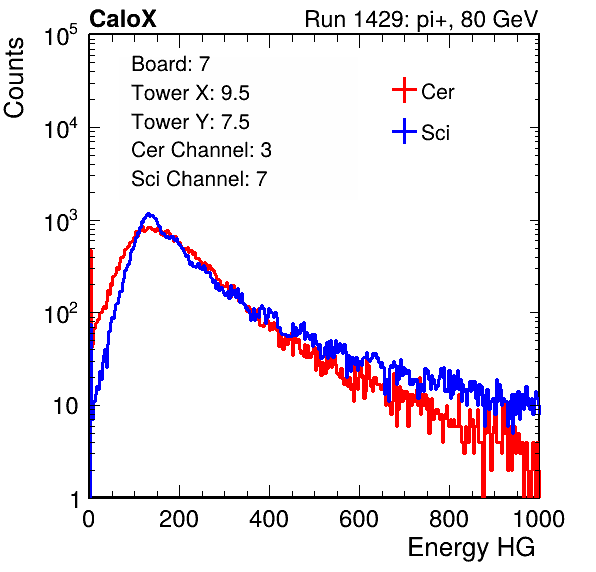 CaloX Run 1429: pi+, 80 GeV
Counts
10^5
10^4
10^3
10^2
10
1
Board: 7
Tower X: 9.5
Tower Y: 7.5
Cer Channel: 3
Sci Channel: 7
Cer
Sci
0 200 400 600 800 1000
Energy HG